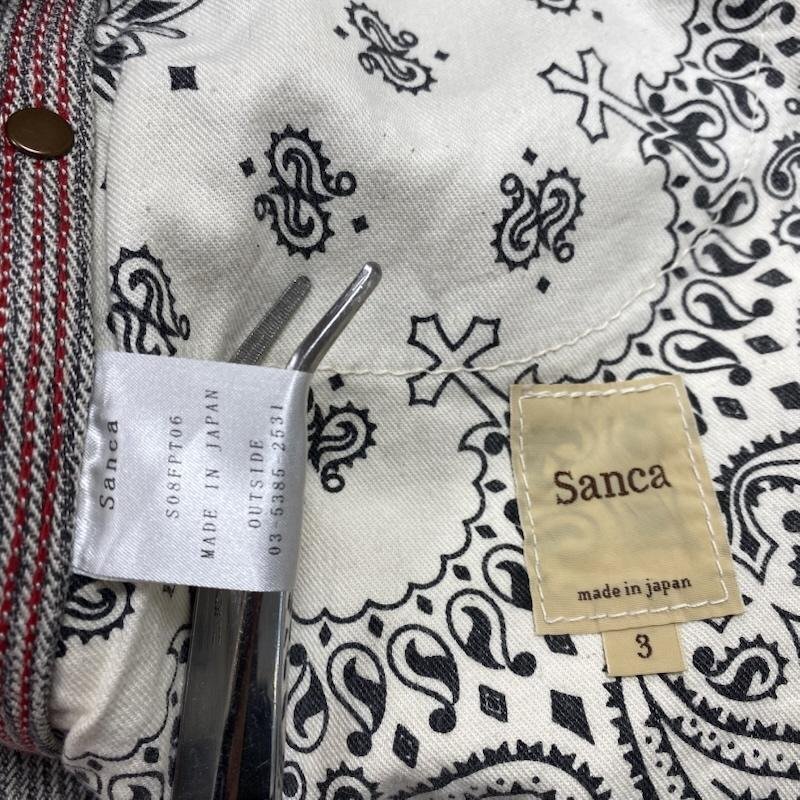 Sanca
S08FPT06
MADE IN JAPAN
OUTSIDE
03-5385-2531
Sanca
made in japan
3